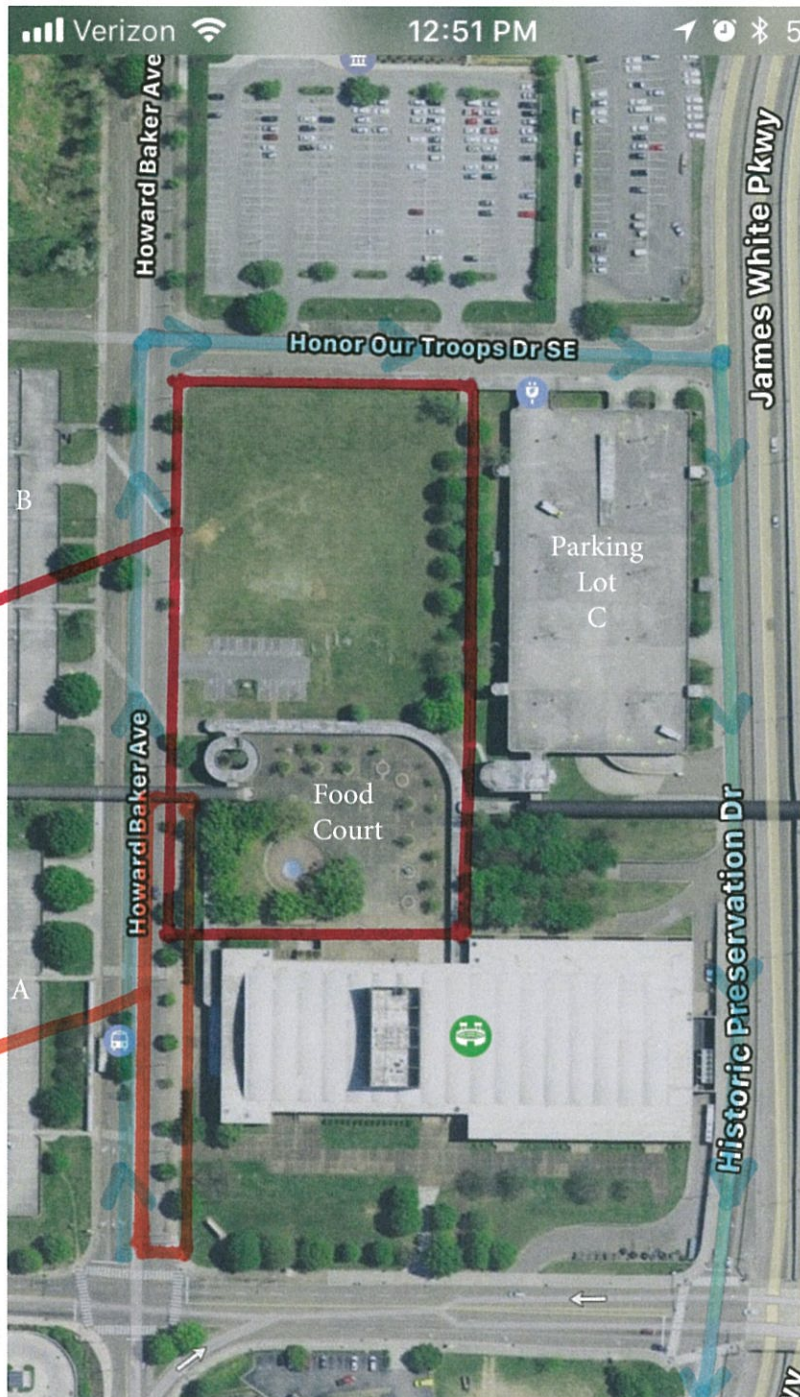 Verizon 12:51 PM 5
Howard Baker Ave
James White Pkwy
Honor Our Troops Dr SE
B
Parking
Lot
C
Howard Baker Ave
Food
Court
Historic Preservation Dr
A